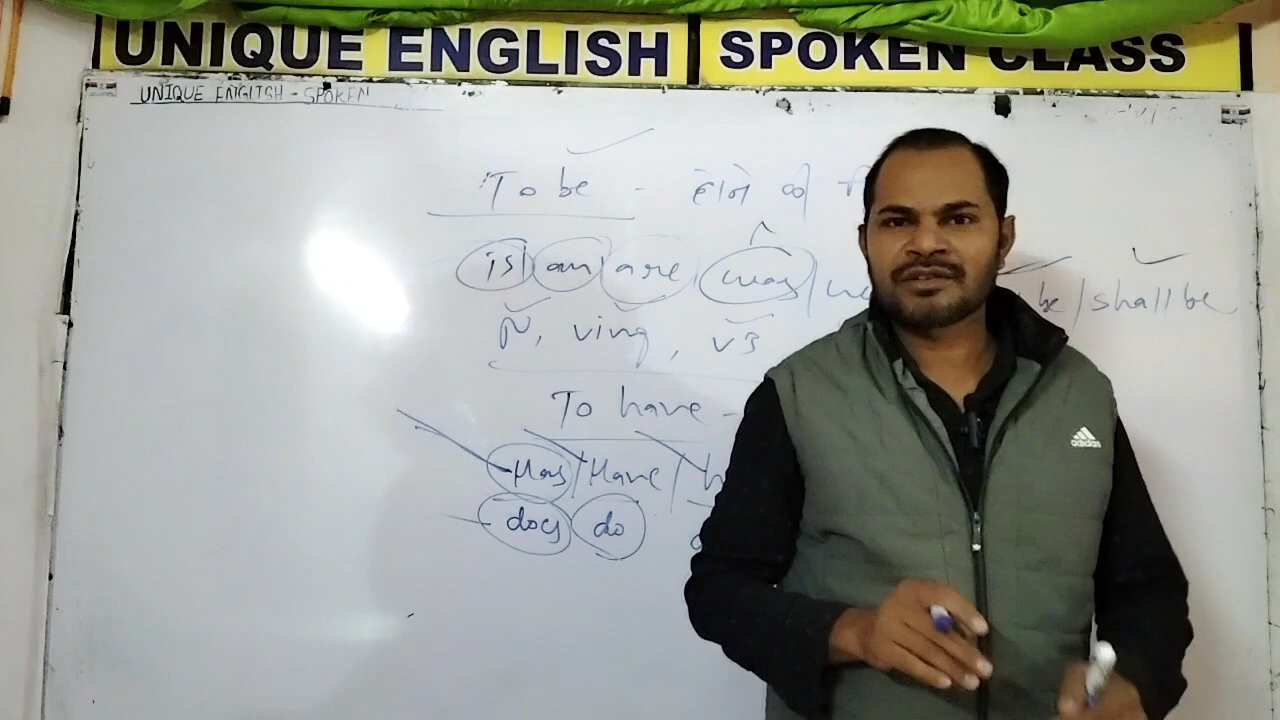 UNIQUE ENGLISH SPOKEN CLASS
UNIQUE ENGLISH - SPOKEN
To be - होने की
is / am / are / was / we be / shall be
ving, v3
To have -
Has / Have / h
does do
adidas